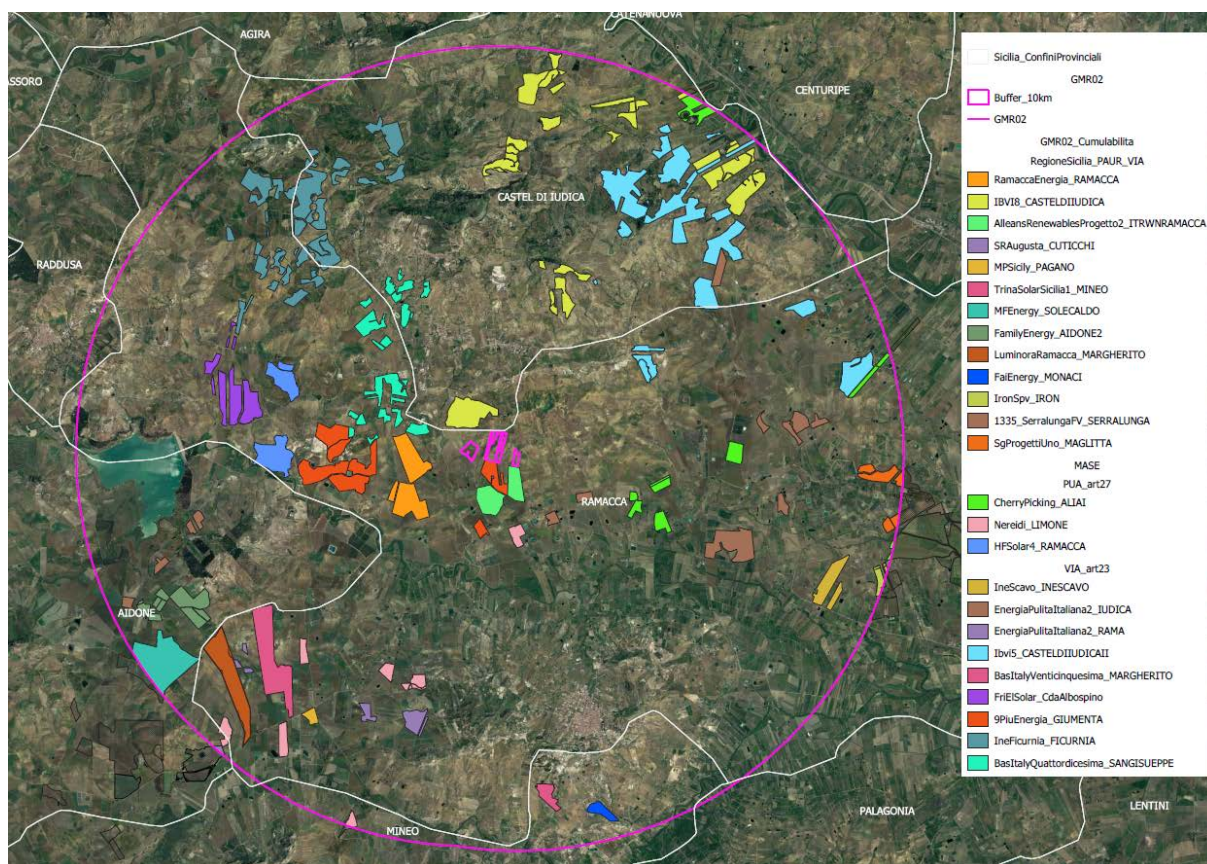 CATENANUOVA
AGIRA
ASSORO
CENTURIPE
CASTEL DI IUDICA
RADDUSA
RAMACCA
AIDONE
MINEO
PALAGONIA
LENTINI
Sicilia_ConfiniProvinciali
GMR02
Buffer_10km
GMR02
GMR02_Cumulabilita
RegioneSicilia_PAUR_VIA
RamaccaEnergia_RAMACCA
IBVI8_CASTELDIIUDICA
AlleansRenewablesProgetto2_ITRWNRAMACCA
SRAugusta_CUTICCHI
MPSicily_PAGANO
TrinaSolarSicilia1_MINEO
MFEnergy_SOLECALDO
FamilyEnergy_AIDONE2
LuminoraRamacca_MARGHERITO
FaiEnergy_MONACI
IronSpv_IRON
1335_SerralungaFV_SERRALUNGA
SgProgettiUno_MAGLITTA
MASE
PUA_art27
CherryPicking_ALIAI
Nereidi_LIMONE
HFSolar4_RAMACCA
VIA_art23
IneScavo_INESCAVO
EnergiaPulitaItaliana2_IUDICA
EnergiaPulitaItaliana2_RAMA
Ibvi5_CASTELDIIUDICAII
BasItalyVenticinquesima_MARGHERITO
FriElSolar_CdaAlbospino
9PiuEnergia_GIUMENTA
IneFicurnia_FICURNIA
BasItalyQuattordicesima_SANGISUEPPE